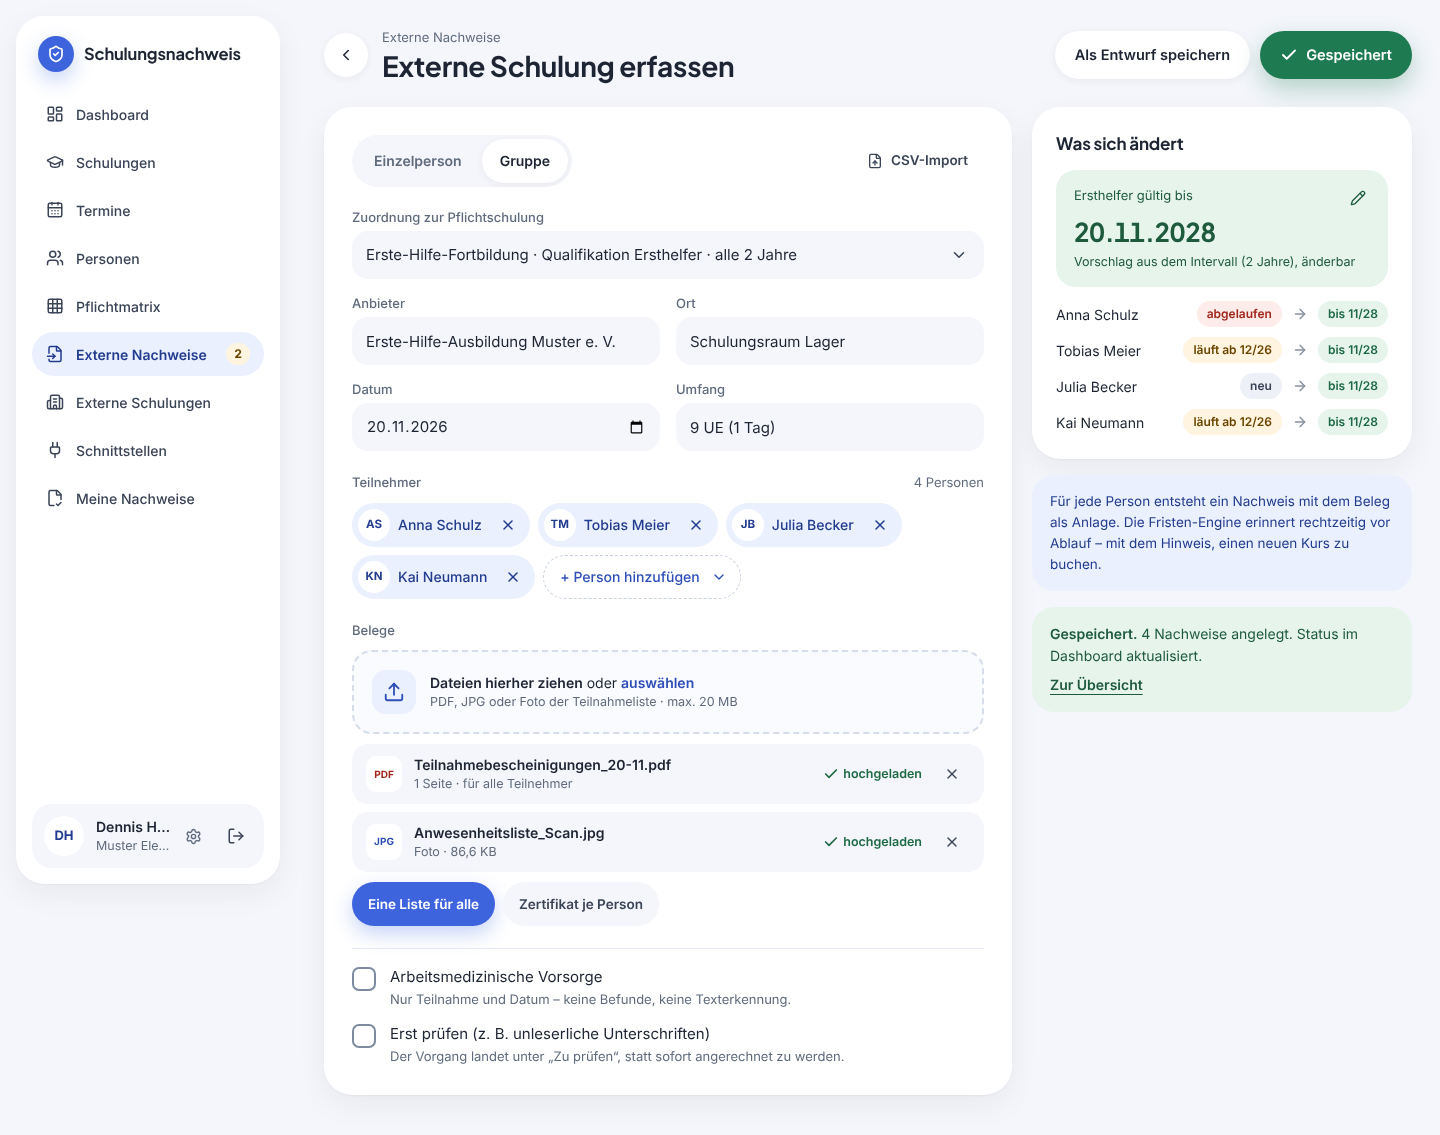 Schulungsnachweis
Dashboard
Schulungen
Termine
Personen
Pflichtmatrix
Externe Nachweise 2
Externe Schulungen
Schnittstellen
Meine Nachweise
DH
Dennis H...
Muster Ele...
Externe Nachweise
Externe Schulung erfassen
Als Entwurf speichern
Gespeichert
Einzelperson
Gruppe
CSV-Import
Zuordnung zur Pflichtschulung
Erste-Hilfe-Fortbildung · Qualifikation Ersthelfer · alle 2 Jahre
Anbieter
Erste-Hilfe-Ausbildung Muster e. V.
Ort
Schulungsraum Lager
Datum
20.11.2026
Umfang
9 UE (1 Tag)
Teilnehmer
4 Personen
AS Anna Schulz
TM Tobias Meier
JB Julia Becker
KN Kai Neumann
+ Person hinzufügen
Belege
Dateien hierher ziehen oder auswählen
PDF, JPG oder Foto der Teilnahmeliste · max. 20 MB
PDF
Teilnahmebescheinigungen_20-11.pdf
1 Seite · für alle Teilnehmer
hochgeladen
JPG
Anwesenheitsliste_Scan.jpg
Foto · 86,6 KB
hochgeladen
Eine Liste für alle
Zertifikat je Person
Arbeitsmedizinische Vorsorge
Nur Teilnahme und Datum – keine Befunde, keine Texterkennung.
Erst prüfen (z. B. unleserliche Unterschriften)
Der Vorgang landet unter „Zu prüfen“, statt sofort angerechnet zu werden.
Was sich ändert
Ersthelfer gültig bis
20.11.2028
Vorschlag aus dem Intervall (2 Jahre), änderbar
Anna Schulz abgelaufen → bis 11/28
Tobias Meier läuft ab 12/26 → bis 11/28
Julia Becker neu → bis 11/28
Kai Neumann läuft ab 12/26 → bis 11/28
Für jede Person entsteht ein Nachweis mit dem Beleg
als Anlage. Die Fristen-Engine erinnert rechtzeitig vor
Ablauf – mit dem Hinweis, einen neuen Kurs zu
buchen.
Gespeichert. 4 Nachweise angelegt. Status im
Dashboard aktualisiert.
Zur Übersicht